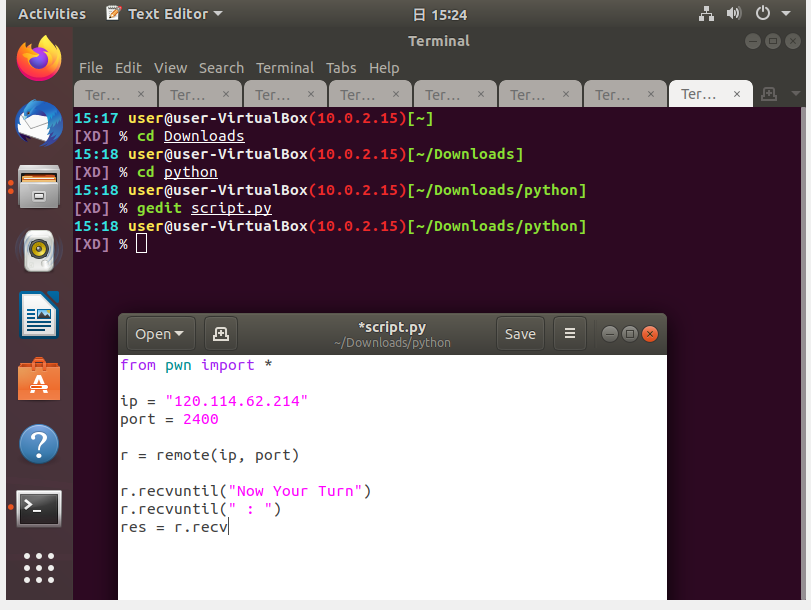 Activities Text Editor 日 15:24
Terminal
File Edit View Search Terminal Tabs Help
Ter... × Ter... × Ter... × Ter... × Ter... × Ter... × Ter... × Ter... ×
15:17 user@user-VirtualBox(10.0.2.15)[~]
[XD] % cd Downloads
15:18 user@user-VirtualBox(10.0.2.15)[~/Downloads]
[XD] % cd python
15:18 user@user-VirtualBox(10.0.2.15)[~/Downloads/python]
[XD] % gedit script.py
15:18 user@user-VirtualBox(10.0.2.15)[~/Downloads/python]
[XD] %
Open *script.py Save
~/Downloads/python
from pwn import *
ip = "120.114.62.214"
port = 2400
r = remote(ip, port)
r.recvuntil("Now Your Turn")
r.recvuntil(" : ")
res = r.recv